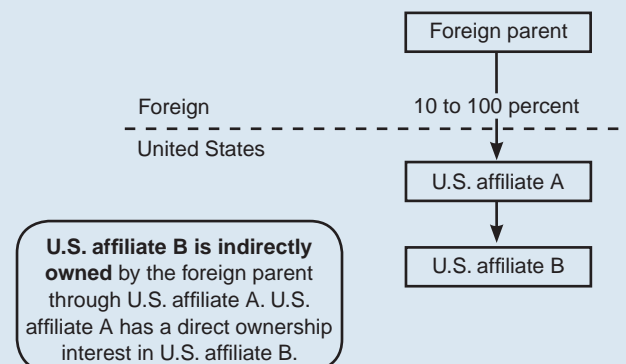 Foreign parent
Foreign
10 to 100 percent
United States
U.S. affiliate A
U.S. affiliate B
U.S. affiliate B is indirectly
owned by the foreign parent
through U.S. affiliate A. U.S.
affiliate A has a direct ownership
interest in U.S. affiliate B.